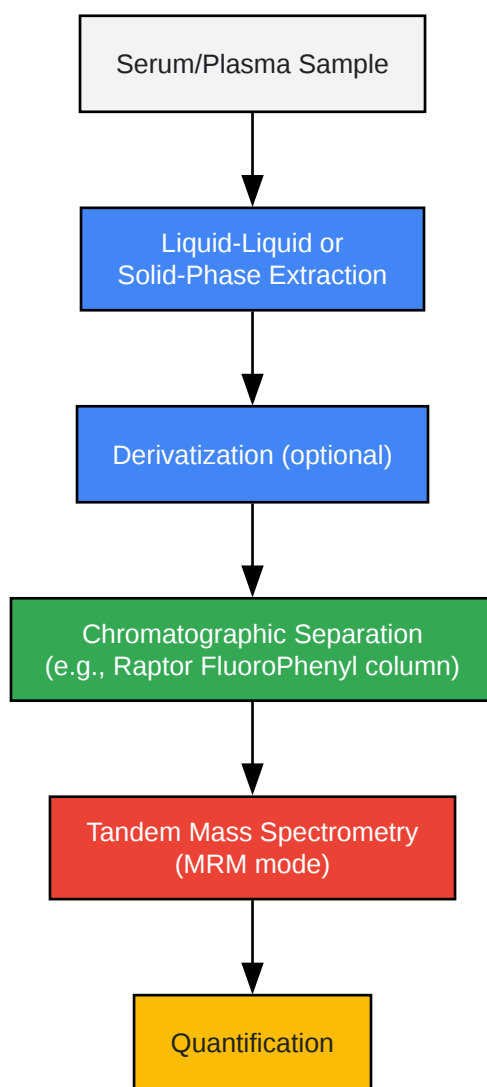 Serum/Plasma Sample
Liquid-Liquid or
Solid-Phase Extraction
Derivatization (optional)
Chromatographic Separation
(e.g., Raptor FluoroPhenyl column)
Tandem Mass Spectrometry
(MRM mode)
Quantification